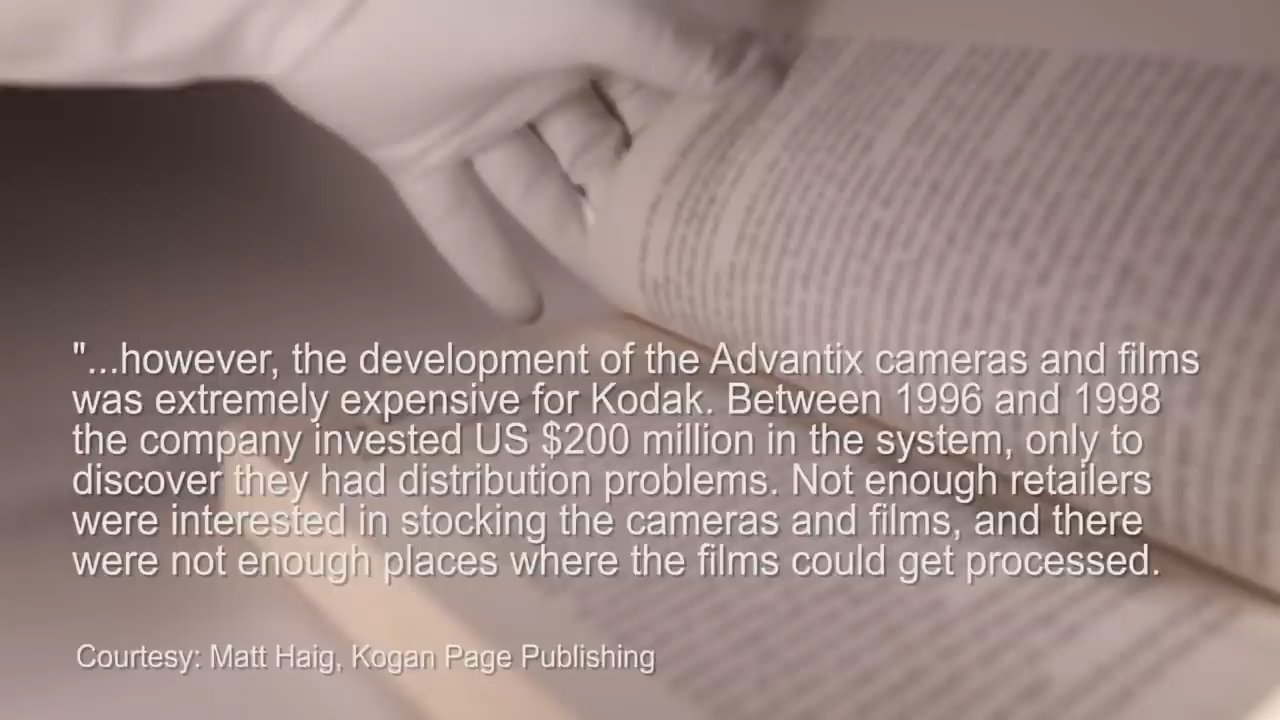 "...however, the development of the Advantix cameras and films
was extremely expensive for Kodak. Between 1996 and 1998
the company invested US $200 million in the system, only to
discover they had distribution problems. Not enough retailers
were interested in stocking the cameras and films, and there
were not enough places where the films could get processed.
Courtesy: Matt Haig, Kogan Page Publishing